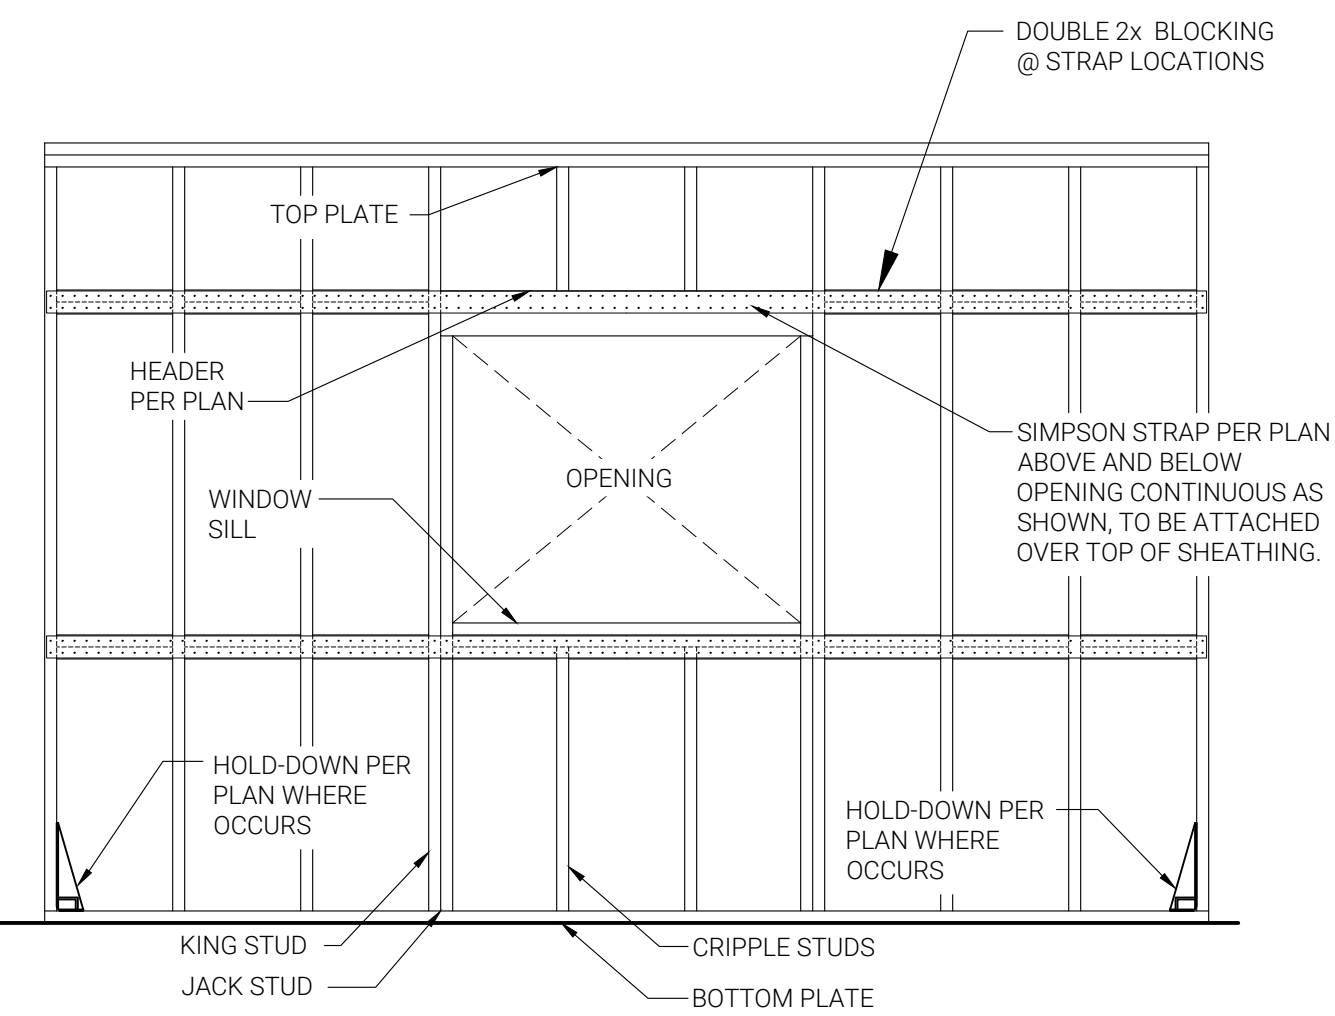 DOUBLE 2x BLOCKING
@ STRAP LOCATIONS
TOP PLATE
HEADER
PER PLAN
SIMPSON STRAP PER PLAN
ABOVE AND BELOW
OPENING CONTINUOUS AS
SHOWN, TO BE ATTACHED
OVER TOP OF SHEATHING.
OPENING
WINDOW
SILL
HOLD-DOWN PER
PLAN WHERE
OCCURS
HOLD-DOWN PER
PLAN WHERE
OCCURS
KING STUD
JACK STUD
CRIPPLE STUDS
BOTTOM PLATE